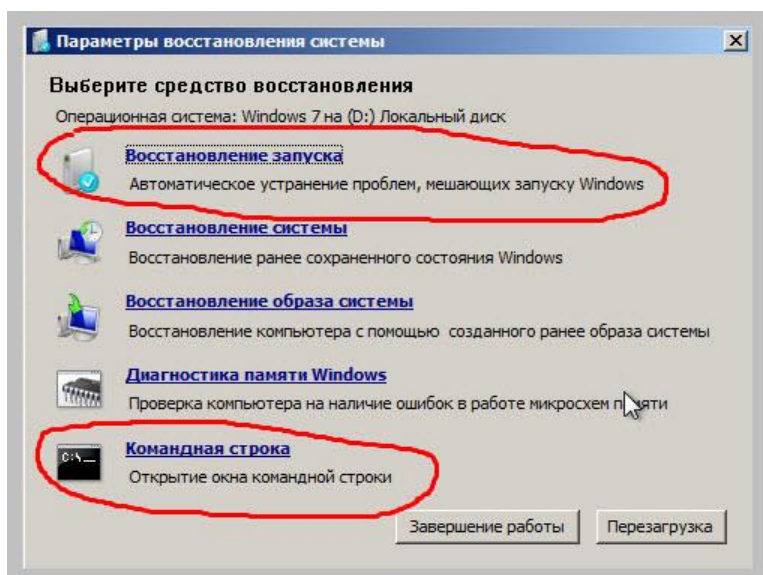 Параметры восстановления системы
Выберите средство восстановления
Операционная система: Windows 7 на (D:) Локальный диск
Восстановление запуска
Автоматическое устранение проблем, мешающих запуску Windows
Восстановление системы
Восстановление ранее сохраненного состояния Windows
Восстановление образа системы
Восстановление компьютера с помощью созданного ранее образа системы
Диагностика памяти Windows
Проверка компьютера на наличие ошибок в работе микросхем памяти
C:\_
Командная строка
Открытие окна командной строки
Завершение работы
Перезагрузка